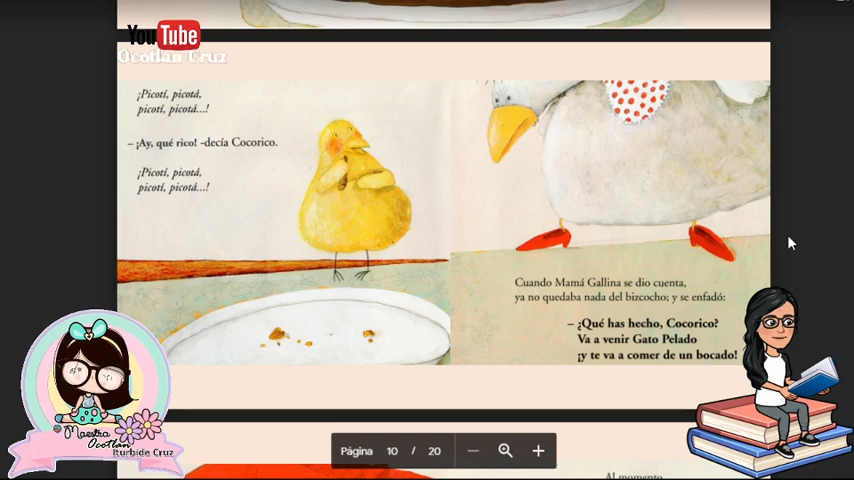 YouTube
Ocotlan Cruz
¡Picotí, picotá,
picotí, picotá...!
– ¡Ay, qué rico! -decía Cocorico.
¡Picotí, picotá,
picotí, picotá...!
Cuando Mamá Gallina se dio cuenta,
ya no quedaba nada del bizcocho; y se enfadó:
– ¿Qué has hecho, Cocorico?
Va a venir Gato Pelado
¡y te va a comer de un bocado!
Maestra
Ocotlan
Iturbide Cruz
Página 10 / 20
Al momento